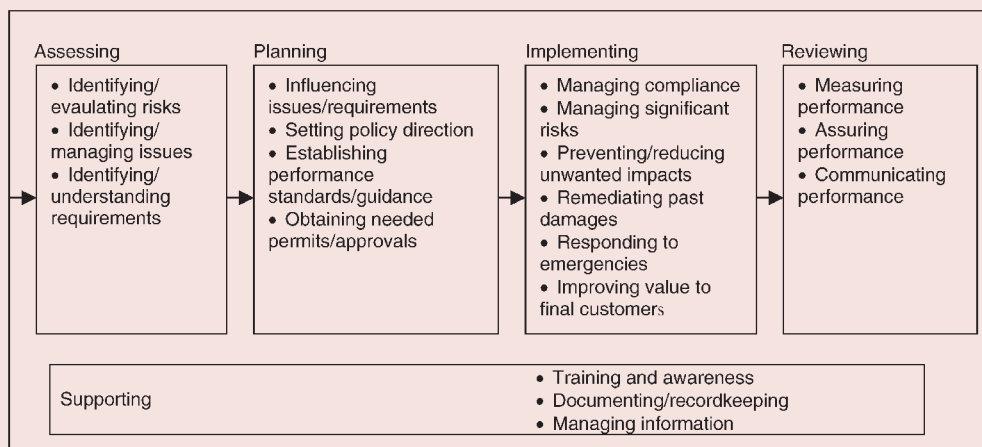 Assessing
• Identifying/
evaulating risks
• Identifying/
managing issues
• Identifying/
understanding
requirements
Planning
• Influencing
issues/requirements
• Setting policy direction
• Establishing
performance
standards/guidance
• Obtaining needed
permits/approvals
Implementing
• Managing compliance
• Managing significant
risks
• Preventing/reducing
unwanted impacts
• Remediating past
damages
• Responding to
emergencies
• Improving value to
final customers
Reviewing
• Measuring
performance
• Assuring
performance
• Communicating
performance
Supporting
• Training and awareness
• Documenting/recordkeeping
• Managing information